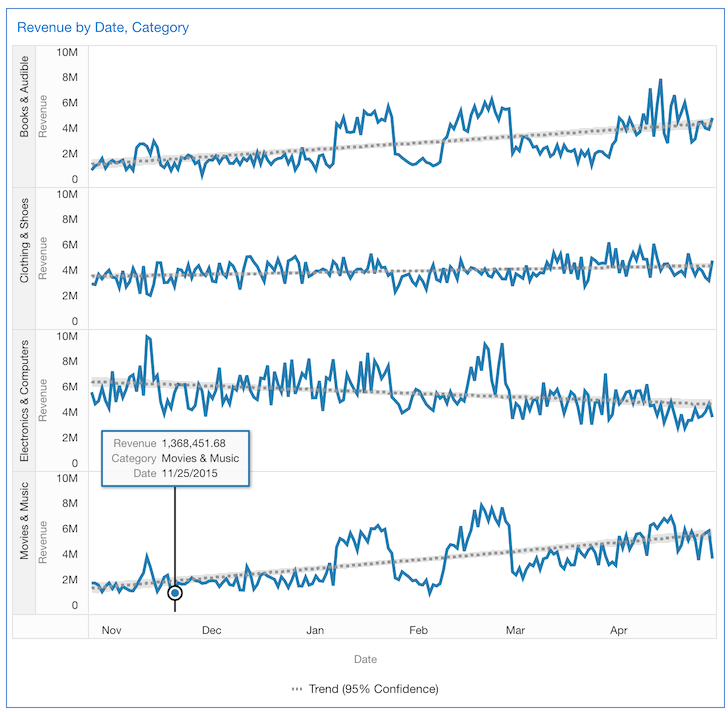 Revenue by Date, Category
Books & Audible
Revenue
10M
8M
6M
4M
2M
0
Clothing & Shoes
Revenue
10M
8M
6M
4M
2M
0
Electronics & Computers
Revenue
10M
8M
6M
4M
2M
0
Revenue 1,368,451.68
Category Movies & Music
Date 11/25/2015
Movies & Music
Revenue
10M
8M
6M
4M
2M
0
Nov Dec Jan Feb Mar Apr
Date
Trend (95% Confidence)